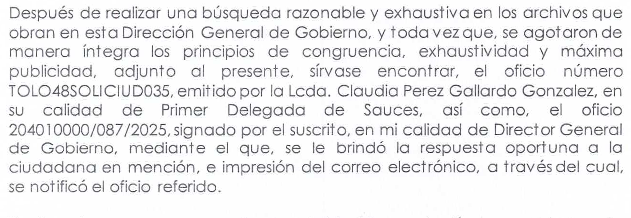 Después de realizar una búsqueda razonable y exhaustiva en los archivos que
obran en esta Dirección General de Gobierno, y toda vez que, se agotaron de
manera íntegra los principios de congruencia, exhaustividad y máxima
publicidad, adjunto al presente, sírvase encontrar, el oficio número
TOLO48SOLICIUD035, emitido por la Lcda. Claudia Perez Gallardo Gonzalez, en
su calidad de Primer Delegada de Sauces, así como, el oficio
204010000/087/2025, signado por el suscrito, en mi calidad de Director General
de Gobierno, mediante el que, se le brindó la respuesta oportuna a la
ciudadana en mención, e impresión del correo electrónico, a través del cual,
se notificó el oficio referido.